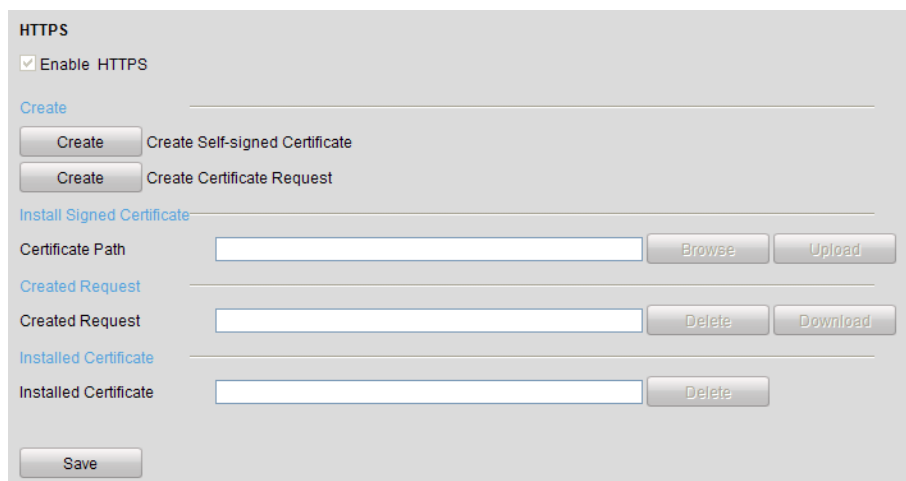 HTTPS
Enable HTTPS
Create
Create Create Self-signed Certificate
Create Create Certificate Request
Install Signed Certificate
Certificate Path Browse Upload
Created Request
Created Request Delete Download
Installed Certificate
Installed Certificate Delete
Save